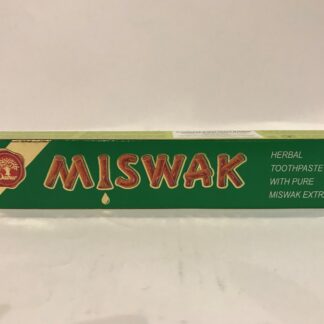 MISWAK
HERBAL
TOOTHPASTE
WITH PURE
MISWAK EXTR